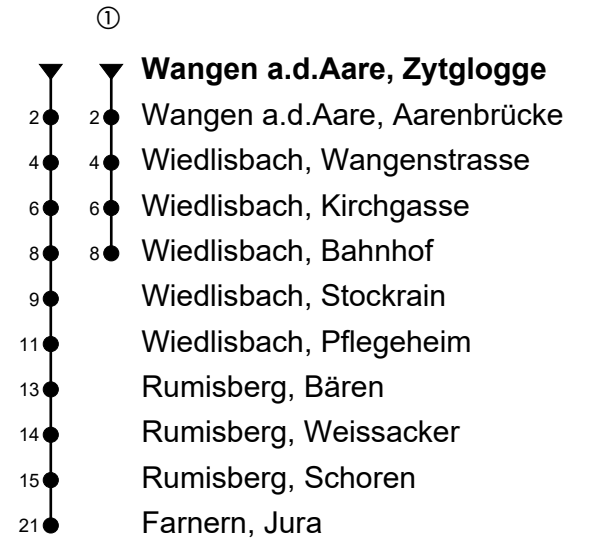 ①
Wangen a.d.Aare, Zytglogge
2 2 Wangen a.d.Aare, Aarenbrücke
4 4 Wiedlisbach, Wangenstrasse
6 6 Wiedlisbach, Kirchgasse
8 8 Wiedlisbach, Bahnhof
9 Wiedlisbach, Stockrain
11 Wiedlisbach, Pflegeheim
13 Rumisberg, Bären
14 Rumisberg, Weissacker
15 Rumisberg, Schoren
21 Farnern, Jura